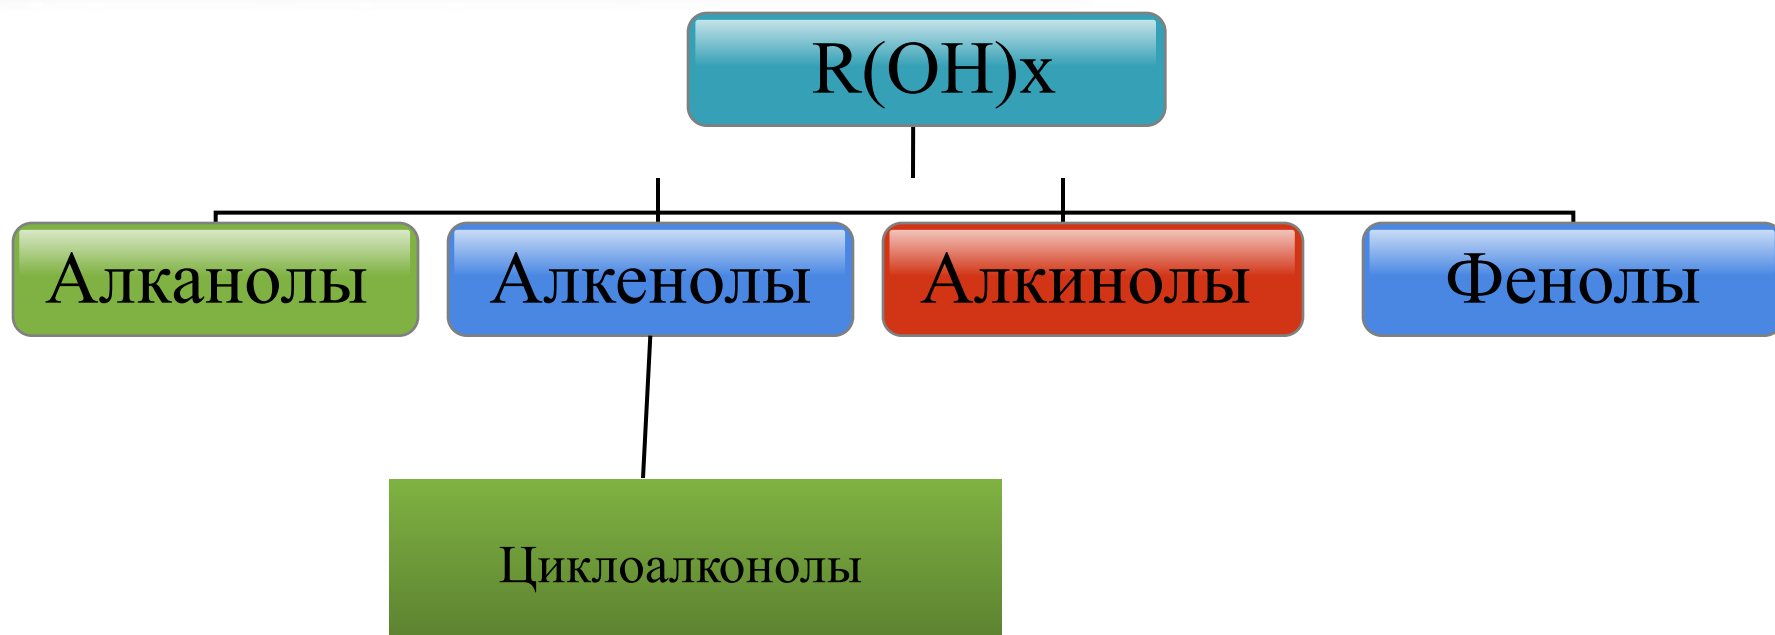 R(OH)x
Алканолы
Алкенолы
Алкинолы
Фенолы
Циклоалконолы